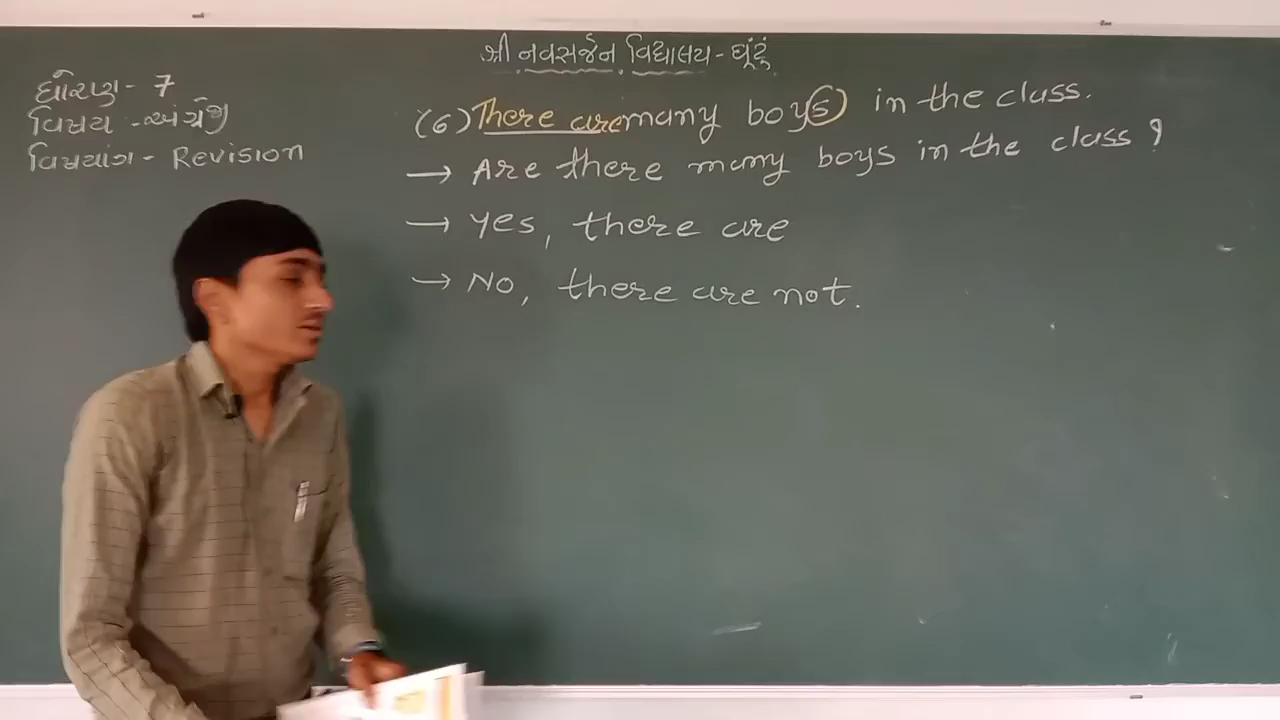 શ્રી નવસર્જન વિદ્યાલય - ઘૂંટું
ધોરણ - 7
વિષય - અંગ્રેજી
વિષયાંગ - Revision
(6) There are many boys in the class.
→ Are there many boys in the class?
→ Yes, there are
→ No, there are not.